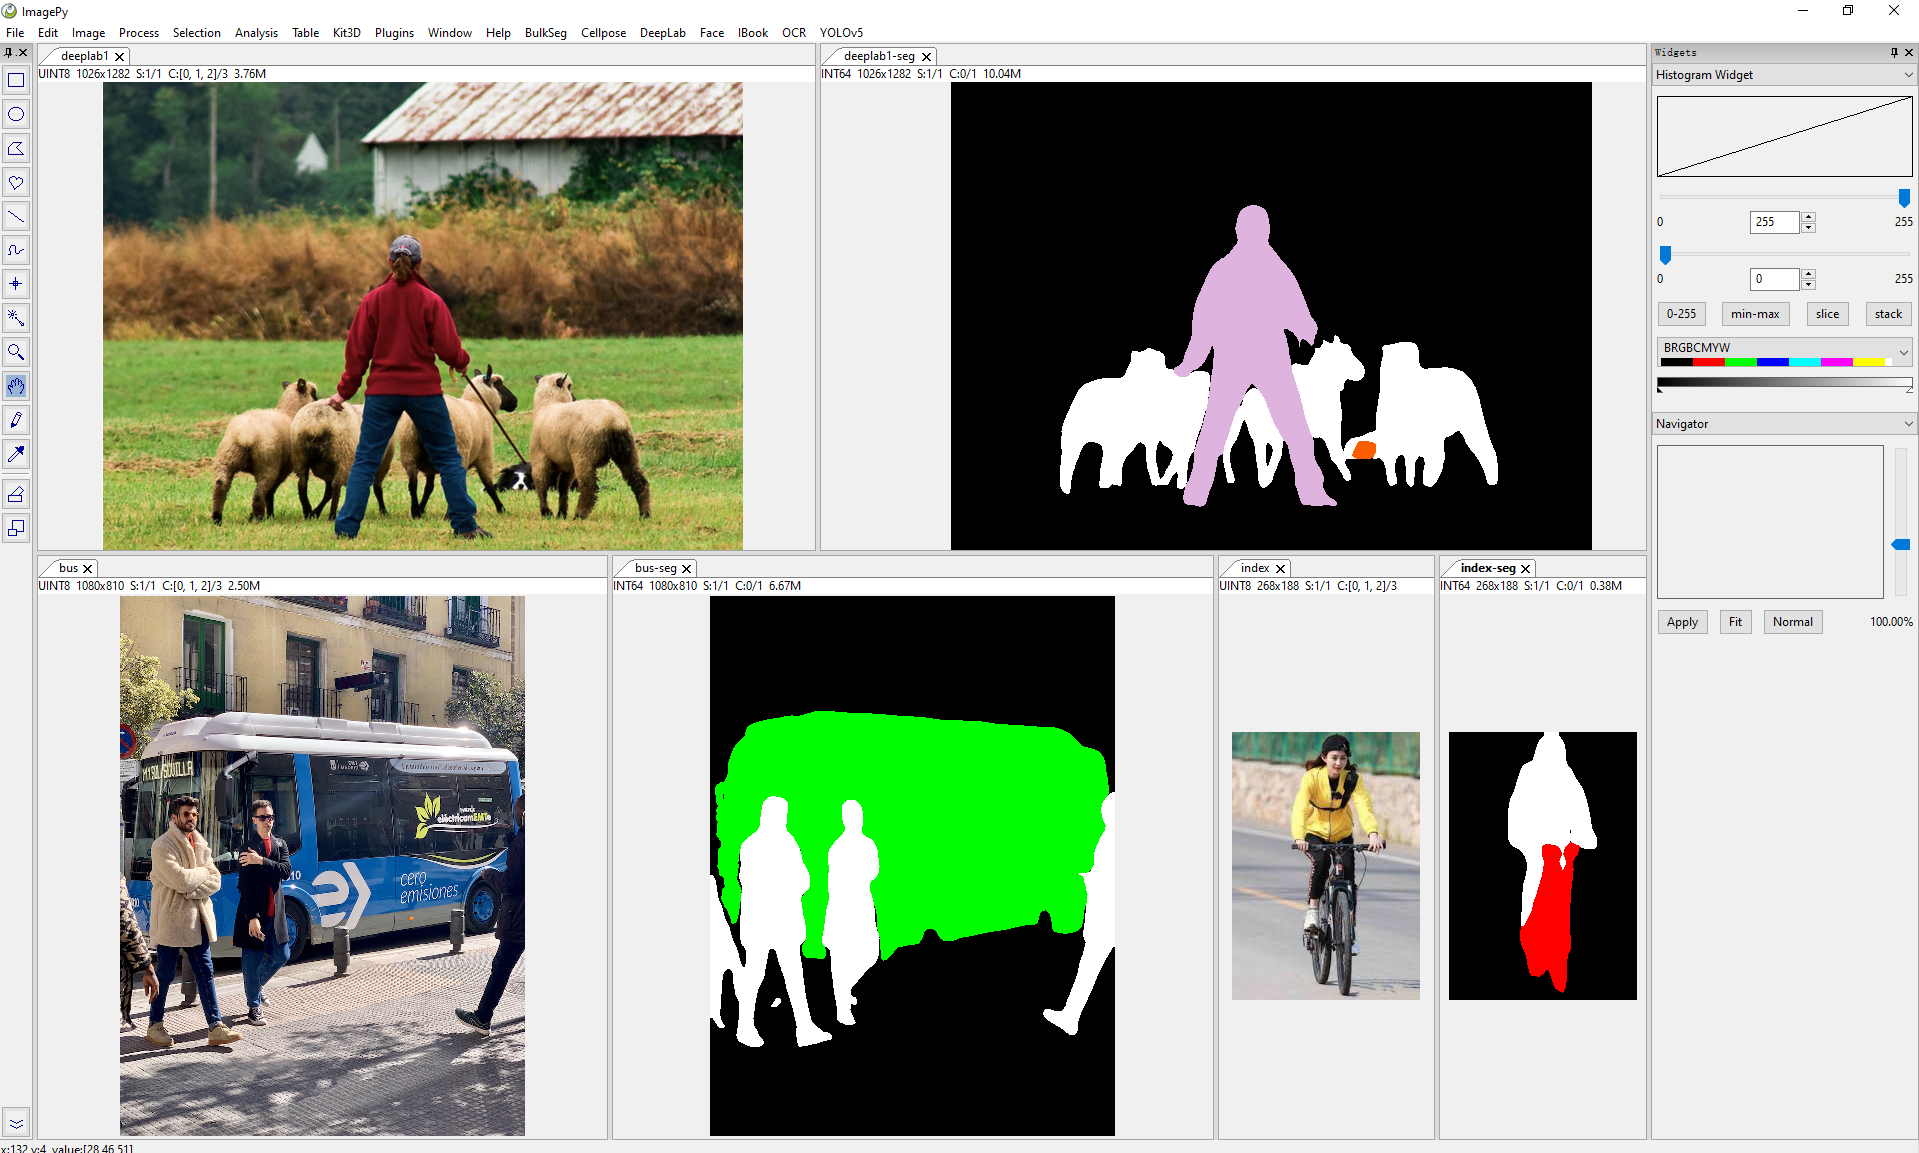 ImagePy
File Edit Image Process Selection Analysis Table Kit3D Plugins Window Help BulkSeg Cellpose DeepLab Face IBook OCR YOLOv5
deeplab1
UINT8 1026x1282 S:1/1 C:[0, 1, 2]/3 3.76M
deeplab1-seg
INT64 1026x1282 S:1/1 C:0/1 10.04M
Widgets
Histogram Widget
0 255 255
0 0 255
0-255 min-max slice stack
BRGBCMYW
Navigator
Apply Fit Normal 100.00%
bus
UINT8 1080x810 S:1/1 C:[0, 1, 2]/3 2.50M
cero
emisiones
bus-seg
INT64 1080x810 S:1/1 C:0/1 6.67M
index
UINT8 268x188 S:1/1 C:[0, 1, 2]/3
index-seg
INT64 268x188 S:1/1 C:0/1 0.38M
x:132 y:4 value:[28 46 51]